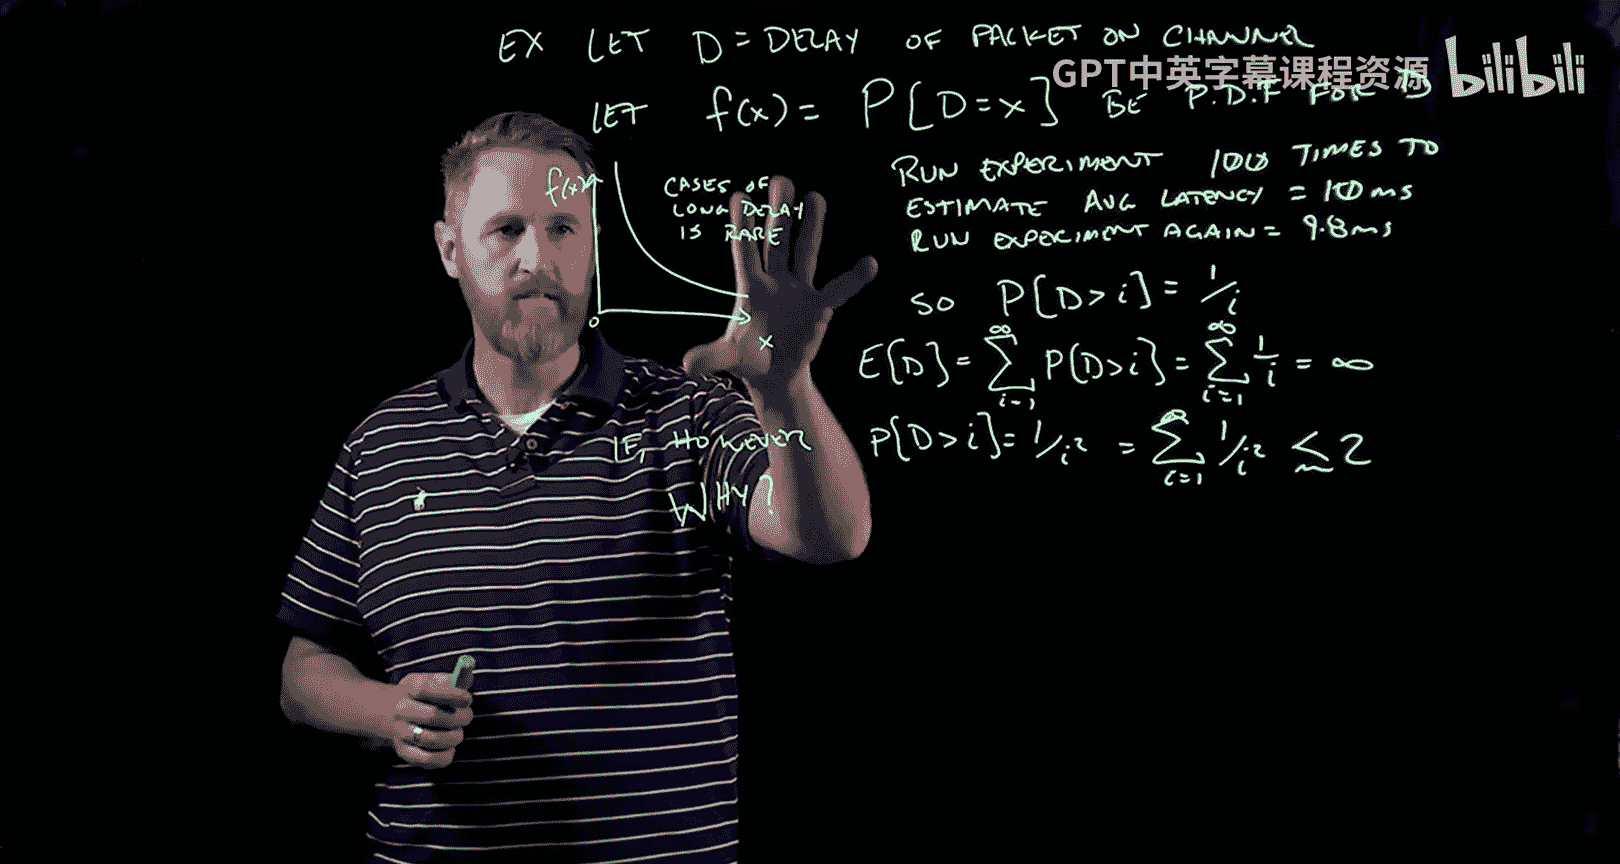 EX LET D = DELAY OF PACKET ON CHANNEL
GPT中英字幕课程资源 bilibili
LET f(x) = P[D=x] BE P.D.F FOR D
f(x)
CASES OF
LONG DELAY
IS RARE
0
x
RUN EXPERIMENT 100 TIMES TO
ESTIMATE AVG LATENCY = 10ms
RUN EXPERIMENT AGAIN = 9.8ms
SO P[D>i] = 1/i
E[D] = ∞ Σ i=1 P[D>i] = ∞ Σ i=1 1/i = ∞
IF, HOWEVER P[D>i] = 1/i² = ∞ Σ i=1 1/i² ≤ 2
WHY?